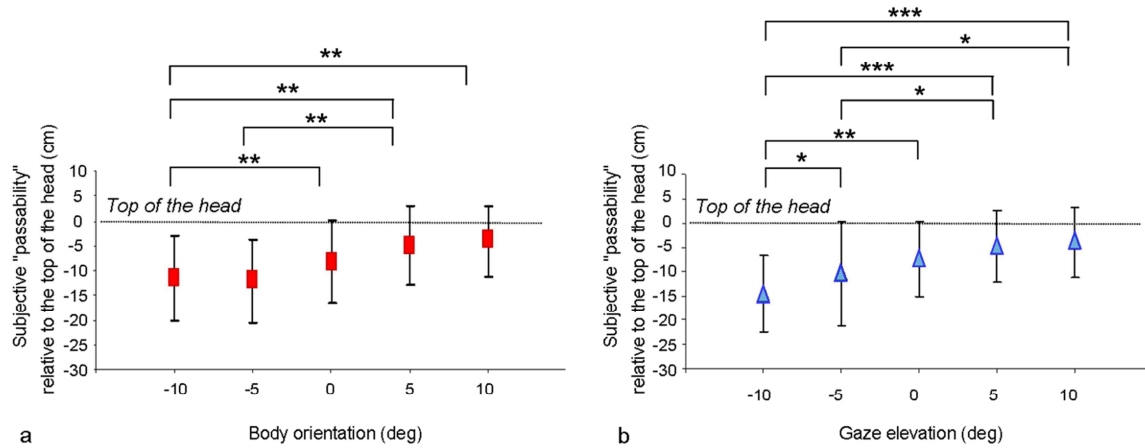 **
**
**
**
Subjective "passability"
relative to the top of the head (cm)
10
5
0
-5
-10
-15
-20
-25
-30
Top of the head
-10 -5 0 5 10
a
Body orientation (deg)
***
*
***
*
**
*
Subjective "passability"
relative to the top of the head (cm)
10
5
0
-5
-10
-15
-20
-25
-30
Top of the head
-10 -5 0 5 10
b
Gaze elevation (deg)